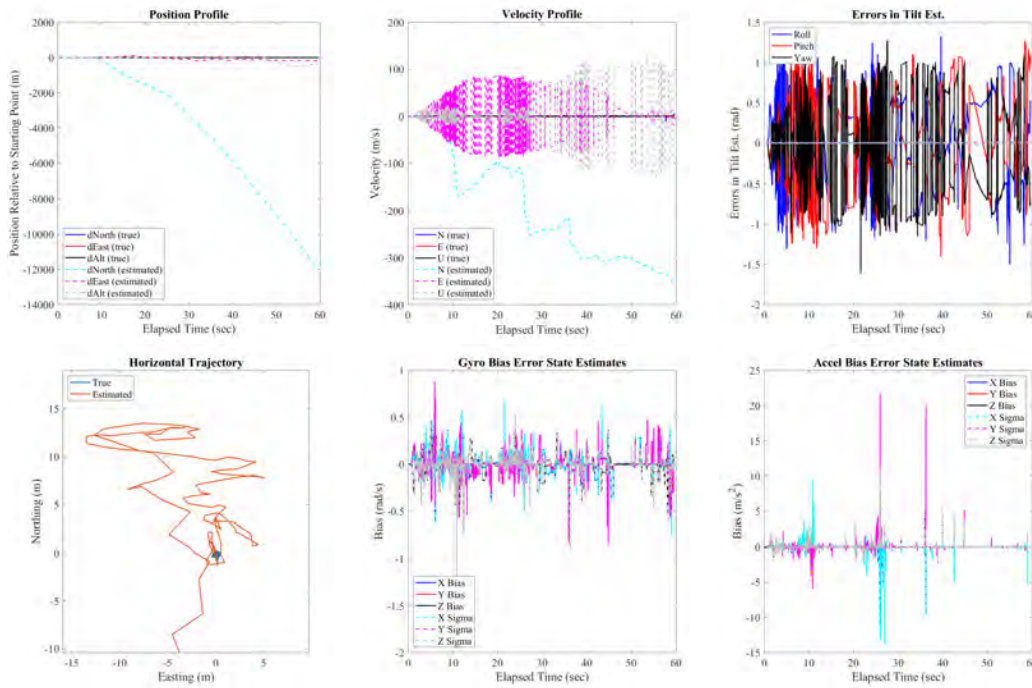 Position Profile
2000
0
-2000
-4000
-6000
-8000
-10000
-12000
-14000
Position Relative to Starting Point (m)
dNorth (true)
dEast (true)
dAlt (true)
dNorth (estimated)
dEast (estimated)
dAlt (estimated)
0 10 20 30 40 50 60
Elapsed Time (sec)
Velocity Profile
200
100
0
-100
-200
-300
-400
Velocity (m/s)
N (true)
E (true)
U (true)
N (estimated)
E (estimated)
U (estimated)
0 10 20 30 40 50 60
Elapsed Time (sec)
Errors in Tilt Est.
1.5
1
0.5
0
-0.5
-1
-1.5
-2
Errors in Tilt Est. (rad)
Roll
Pitch
Yaw
0 10 20 30 40 50 60
Elapsed Time (sec)
Horizontal Trajectory
True
Estimated
15
10
5
0
-5
-10
Northing (m)
-15 -10 -5 0 5 10
Easting (m)
Gyro Bias Error State Estimates
1
0.5
0
-0.5
-1
-1.5
-2
Bias (rad/s)
X Bias
Y Bias
Z Bias
X Sigma
Y Sigma
Z Sigma
0 10 20 30 40 50 60
Elapsed Time (sec)
Accel Bias Error State Estimates
25
20
15
10
5
0
-5
-10
-15
Bias (m/s²)
X Bias
Y Bias
Z Bias
X Sigma
Y Sigma
Z Sigma
0 10 20 30 40 50 60
Elapsed Time (sec)